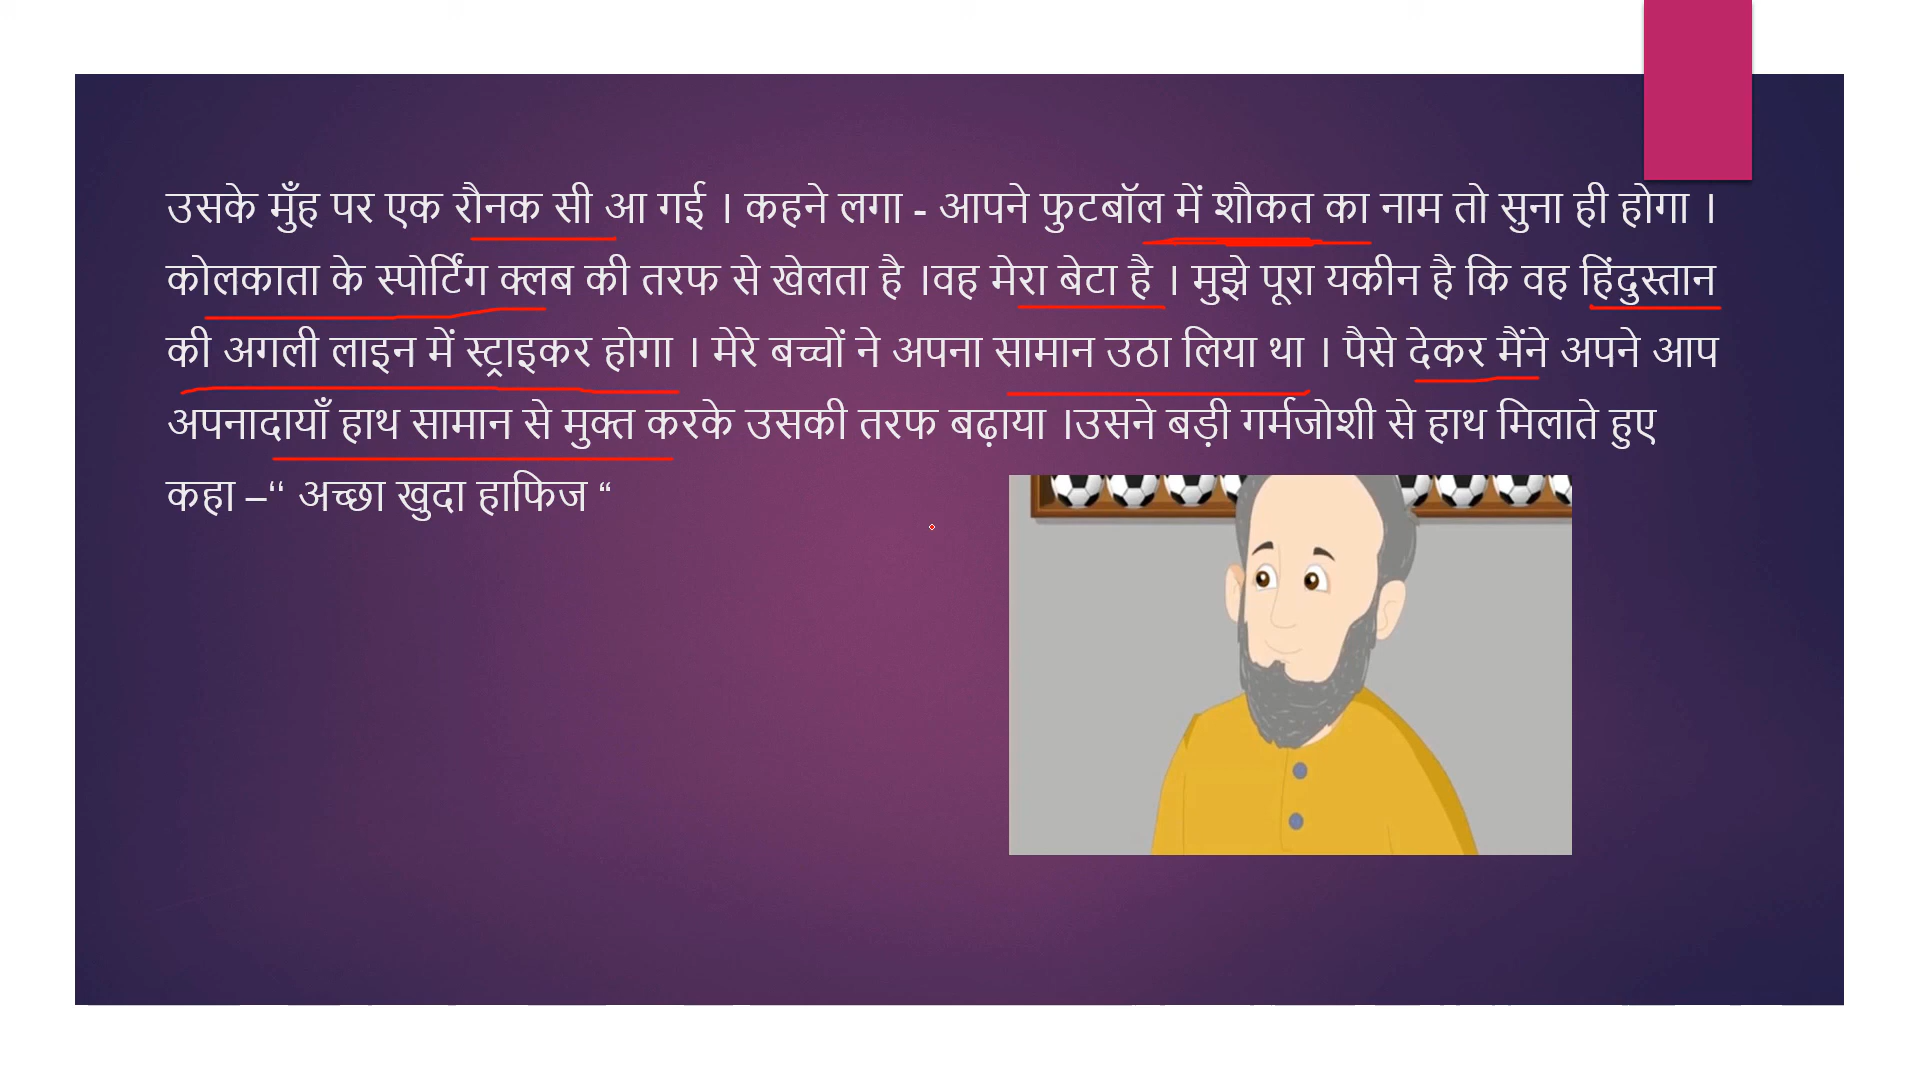 उसके मुँह पर एक रौनक सी आ गई । कहने लगा - आपने फुटबॉल में शौकत का नाम तो सुना ही होगा ।
कोलकाता के स्पोर्टिंग क्लब की तरफ से खेलता है ।वह मेरा बेटा है । मुझे पूरा यकीन है कि वह हिंदुस्तान
की अगली लाइन में स्ट्राइकर होगा । मेरे बच्चों ने अपना सामान उठा लिया था । पैसे देकर मैंने अपने आप
अपनादायाँ हाथ सामान से मुक्त करके उसकी तरफ बढ़ाया ।उसने बड़ी गर्मजोशी से हाथ मिलाते हुए
कहा –‘‘ अच्छा खुदा हाफिज “